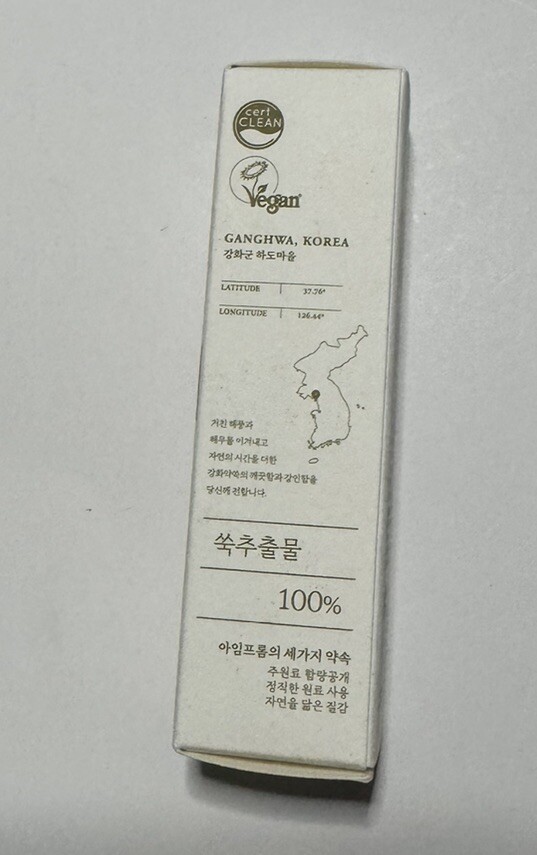 cert
CLEAN
Vegan
GANGHWA, KOREA
강화군 하도마을
LATITUDE 37.76°
LONGITUDE 126.44°
거친 해풍과
해무를 이겨내고
자연의 시간을 더한
강화약쑥의 깨끗함과 강인함을
당신께 전합니다.
쑥추출물
100%
아임프롬의 세가지 약속
주원료 함량공개
정직한 원료 사용
자연을 닮은 질감